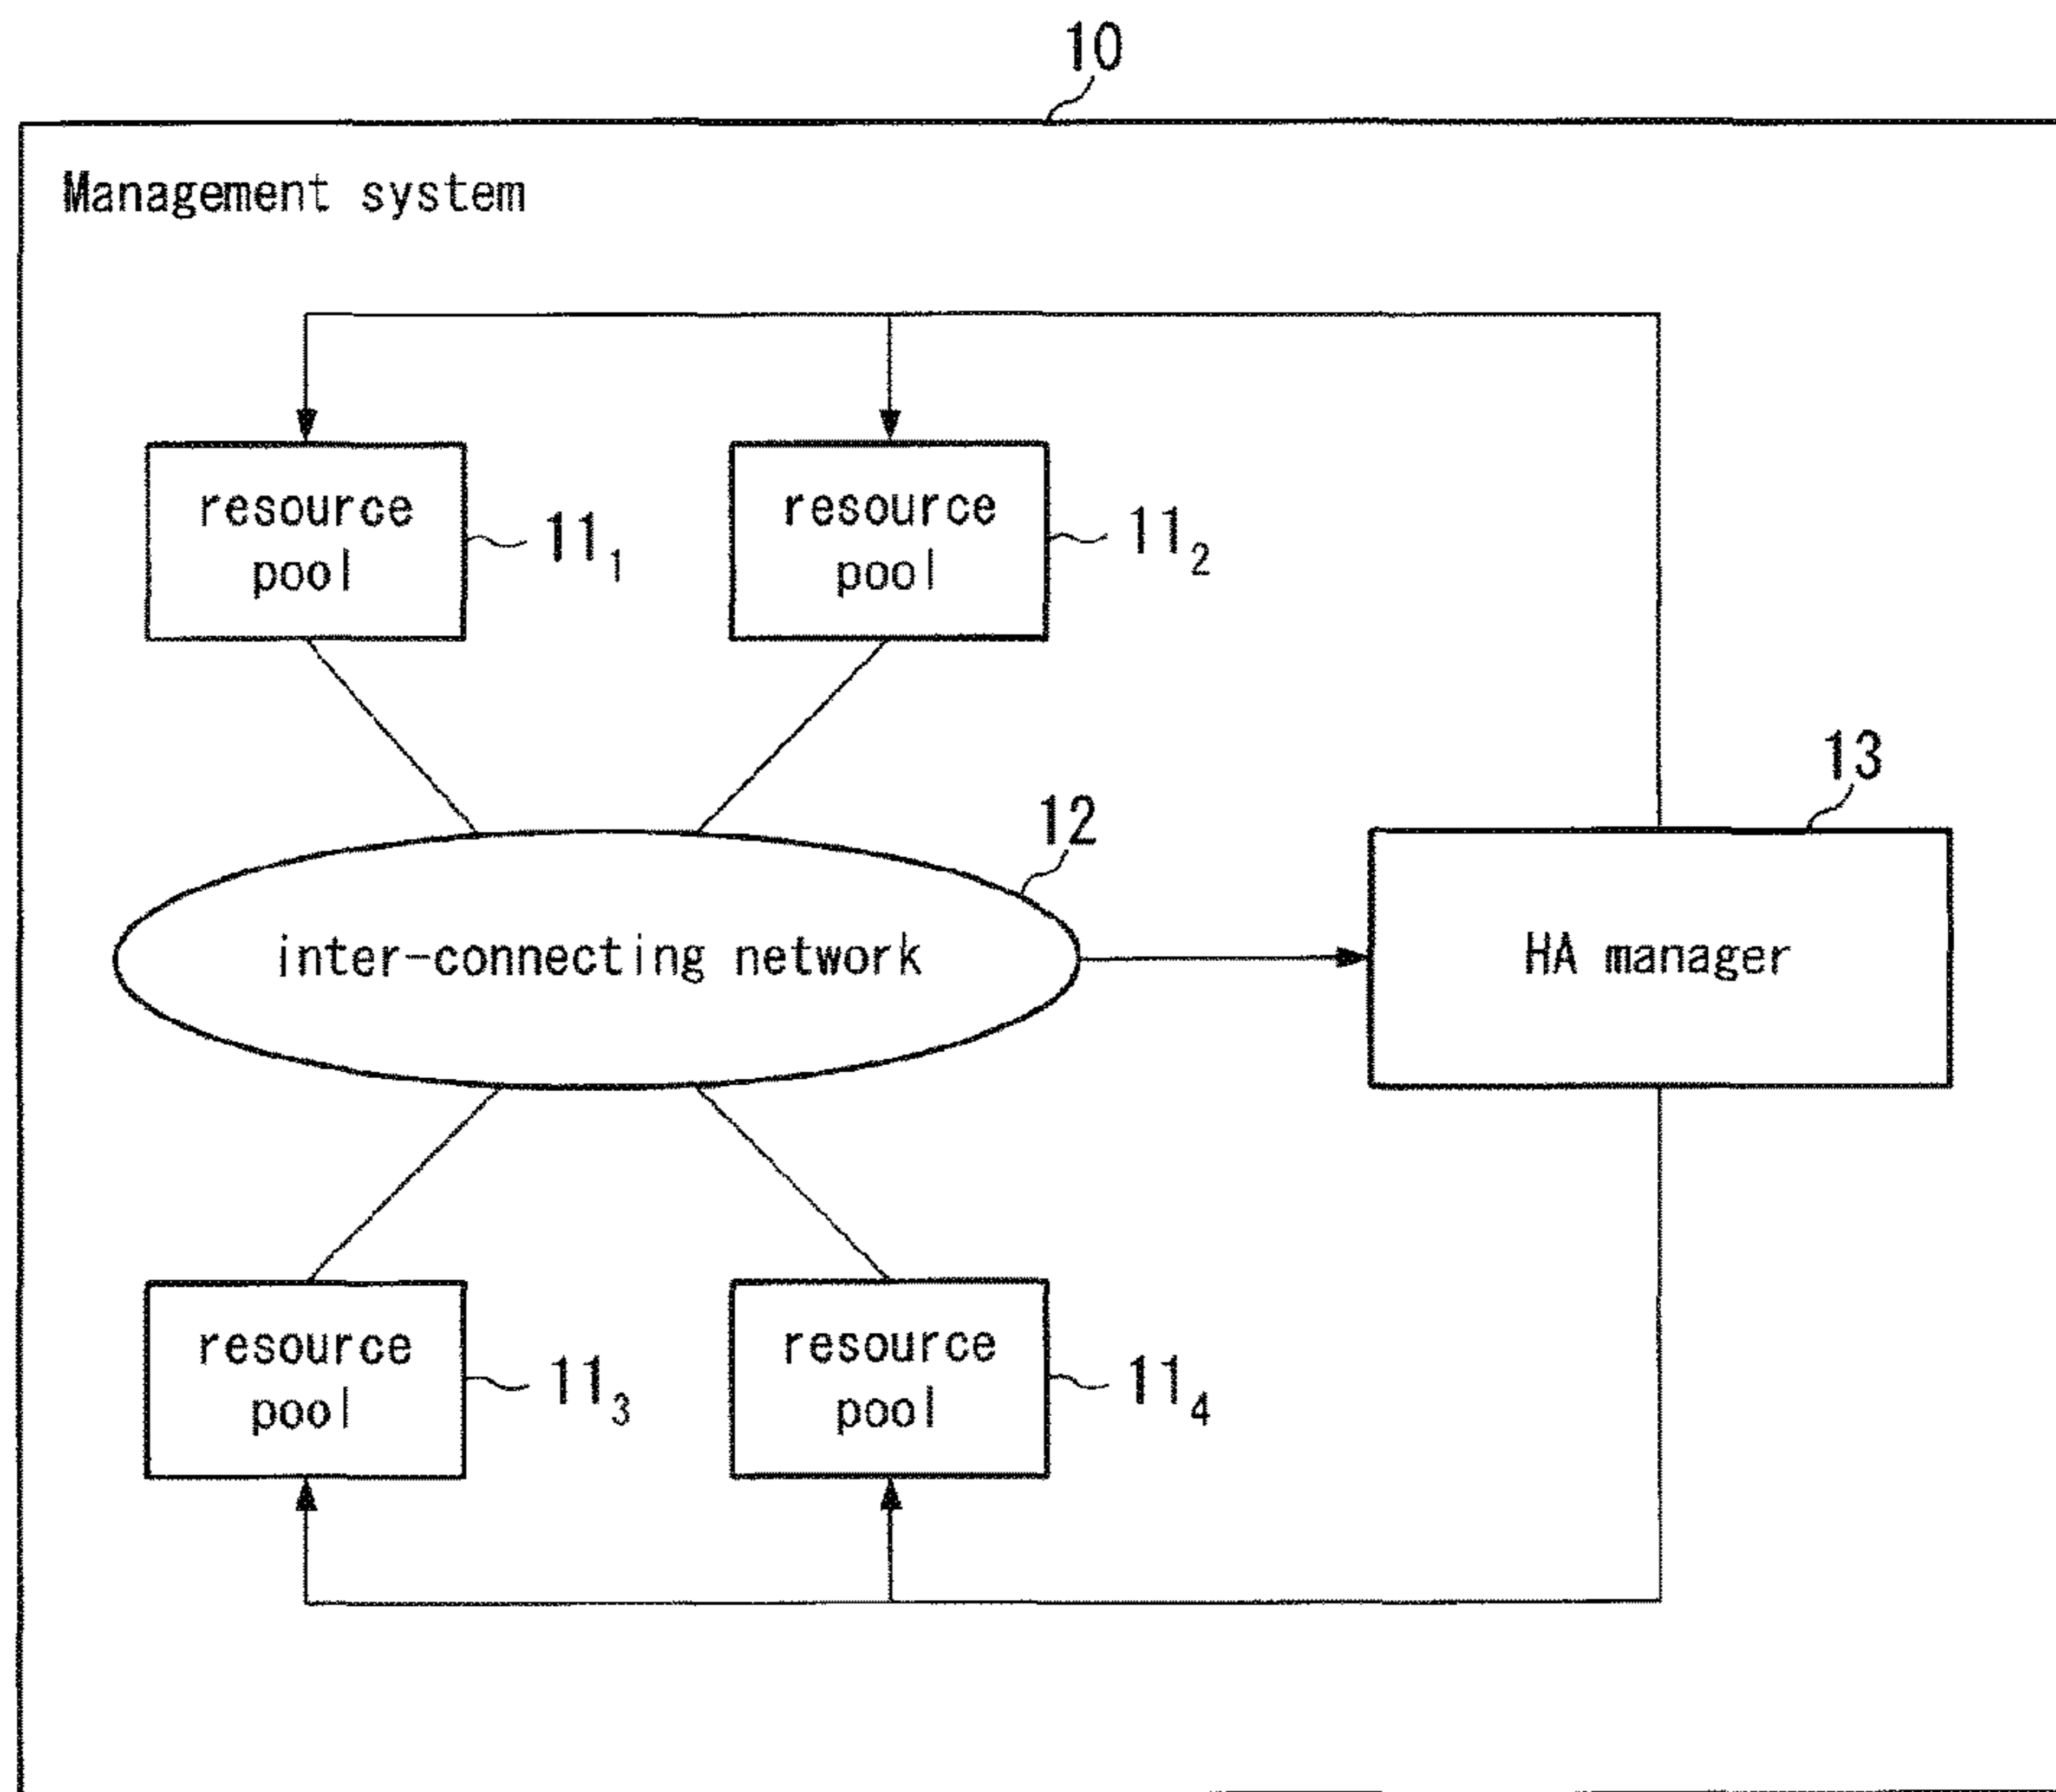 10
Management system
resource
pool
11₁
resource
pool
11₂
13
12
inter-connecting network
HA manager
resource
pool
11₃
resource
pool
11₄